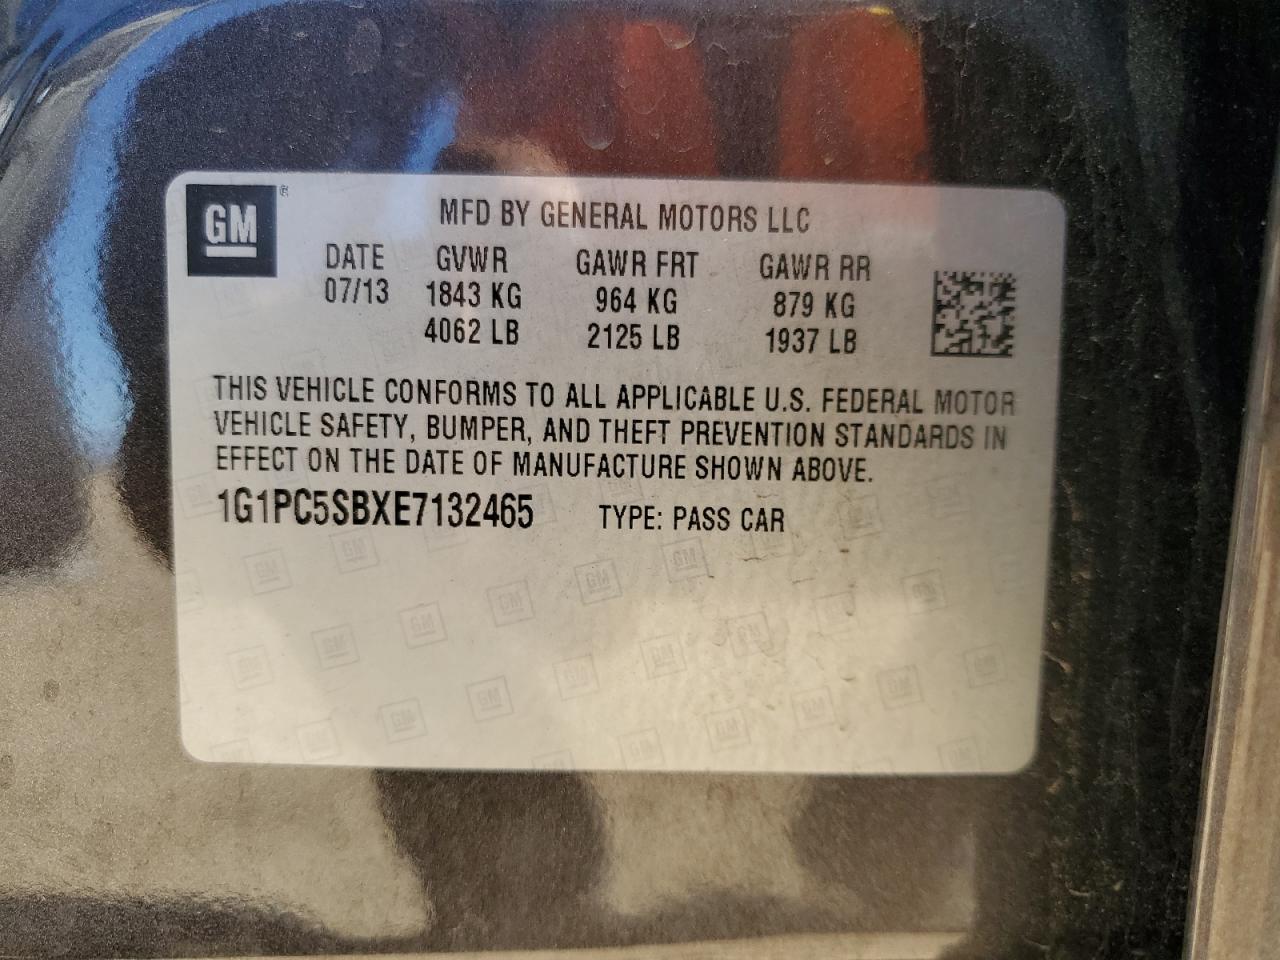 GM ®
MFD BY GENERAL MOTORS LLC
DATE GVWR GAWR FRT GAWR RR
07/13 1843 KG 964 KG 879 KG
4062 LB 2125 LB 1937 LB
THIS VEHICLE CONFORMS TO ALL APPLICABLE U.S. FEDERAL MOTOR
VEHICLE SAFETY, BUMPER, AND THEFT PREVENTION STANDARDS IN
EFFECT ON THE DATE OF MANUFACTURE SHOWN ABOVE.
1G1PC5SBXE7132465 TYPE: PASS CAR